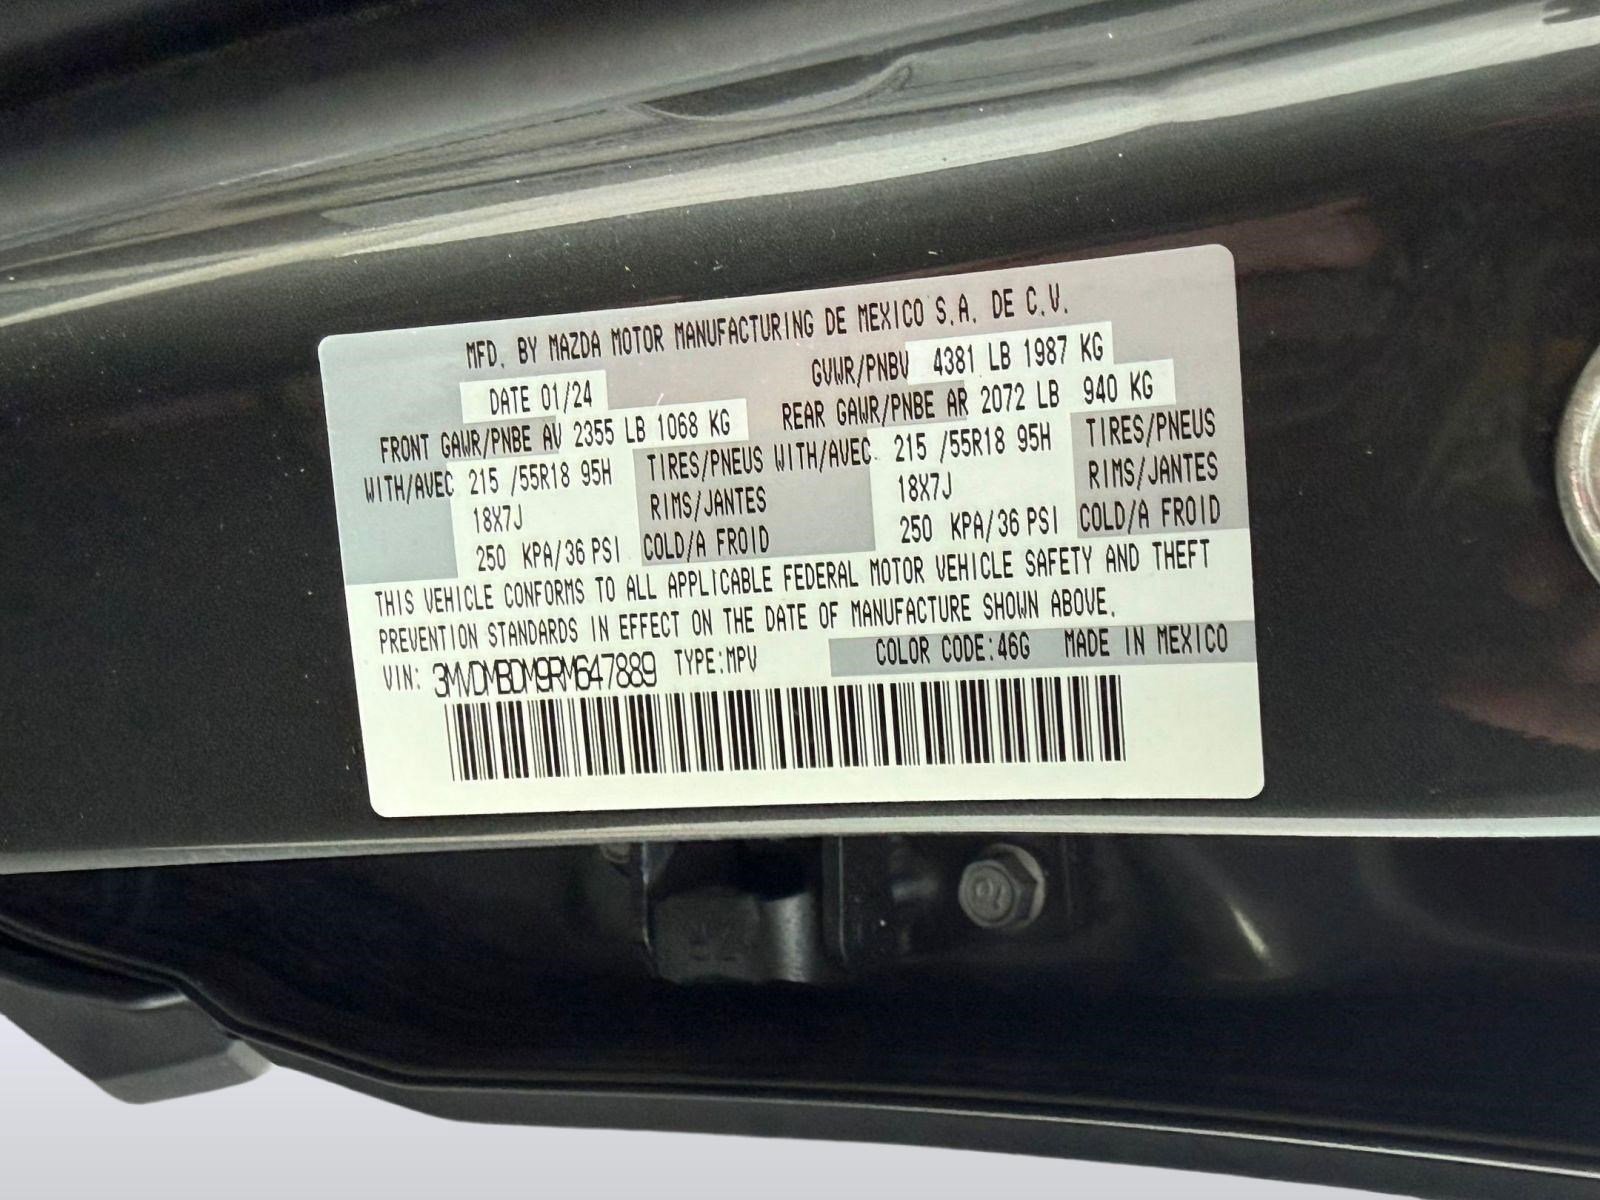 MFD. BY MAZDA MOTOR MANUFACTURING DE MEXICO S.A. DE C.V.
DATE 01/24 GVWR/PNBV 4381 LB 1987 KG
FRONT GAWR/PNBE AV 2355 LB 1068 KG REAR GAWR/PNBE AR 2072 LB 940 KG
WITH/AVEC 215 /55R18 95H TIRES/PNEUS WITH/AVEC 215 /55R18 95H TIRES/PNEUS
18X7J RIMS/JANTES 18X7J RIMS/JANTES
250 KPA/36 PSI COLD/A FROID 250 KPA/36 PSI COLD/A FROID
THIS VEHICLE CONFORMS TO ALL APPLICABLE FEDERAL MOTOR VEHICLE SAFETY AND THEFT
PREVENTION STANDARDS IN EFFECT ON THE DATE OF MANUFACTURE SHOWN ABOVE.
VIN: 3MVDMBDM9RM647889 TYPE:MPV COLOR CODE:46G MADE IN MEXICO